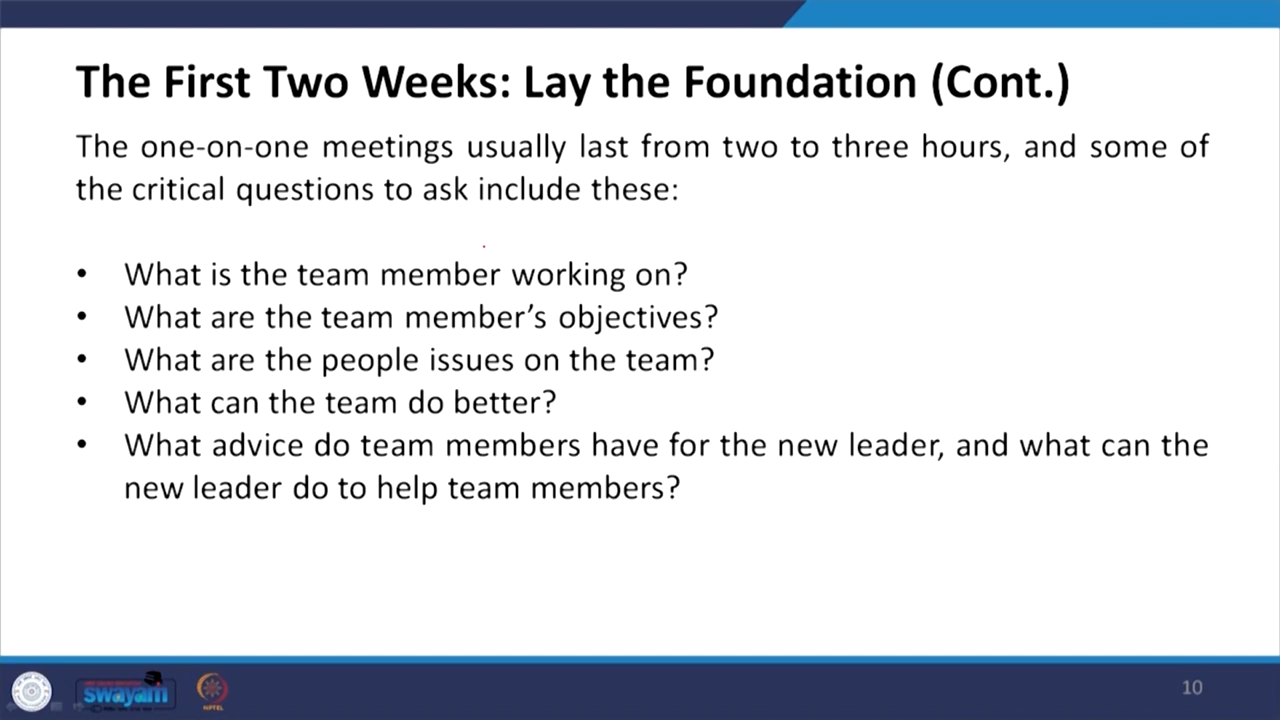 The First Two Weeks: Lay the Foundation (Cont.)
The one-on-one meetings usually last from two to three hours, and some of
the critical questions to ask include these:
• What is the team member working on?
• What are the team member’s objectives?
• What are the people issues on the team?
• What can the team do better?
• What advice do team members have for the new leader, and what can the
new leader do to help team members?
swayam
NPTEL
10